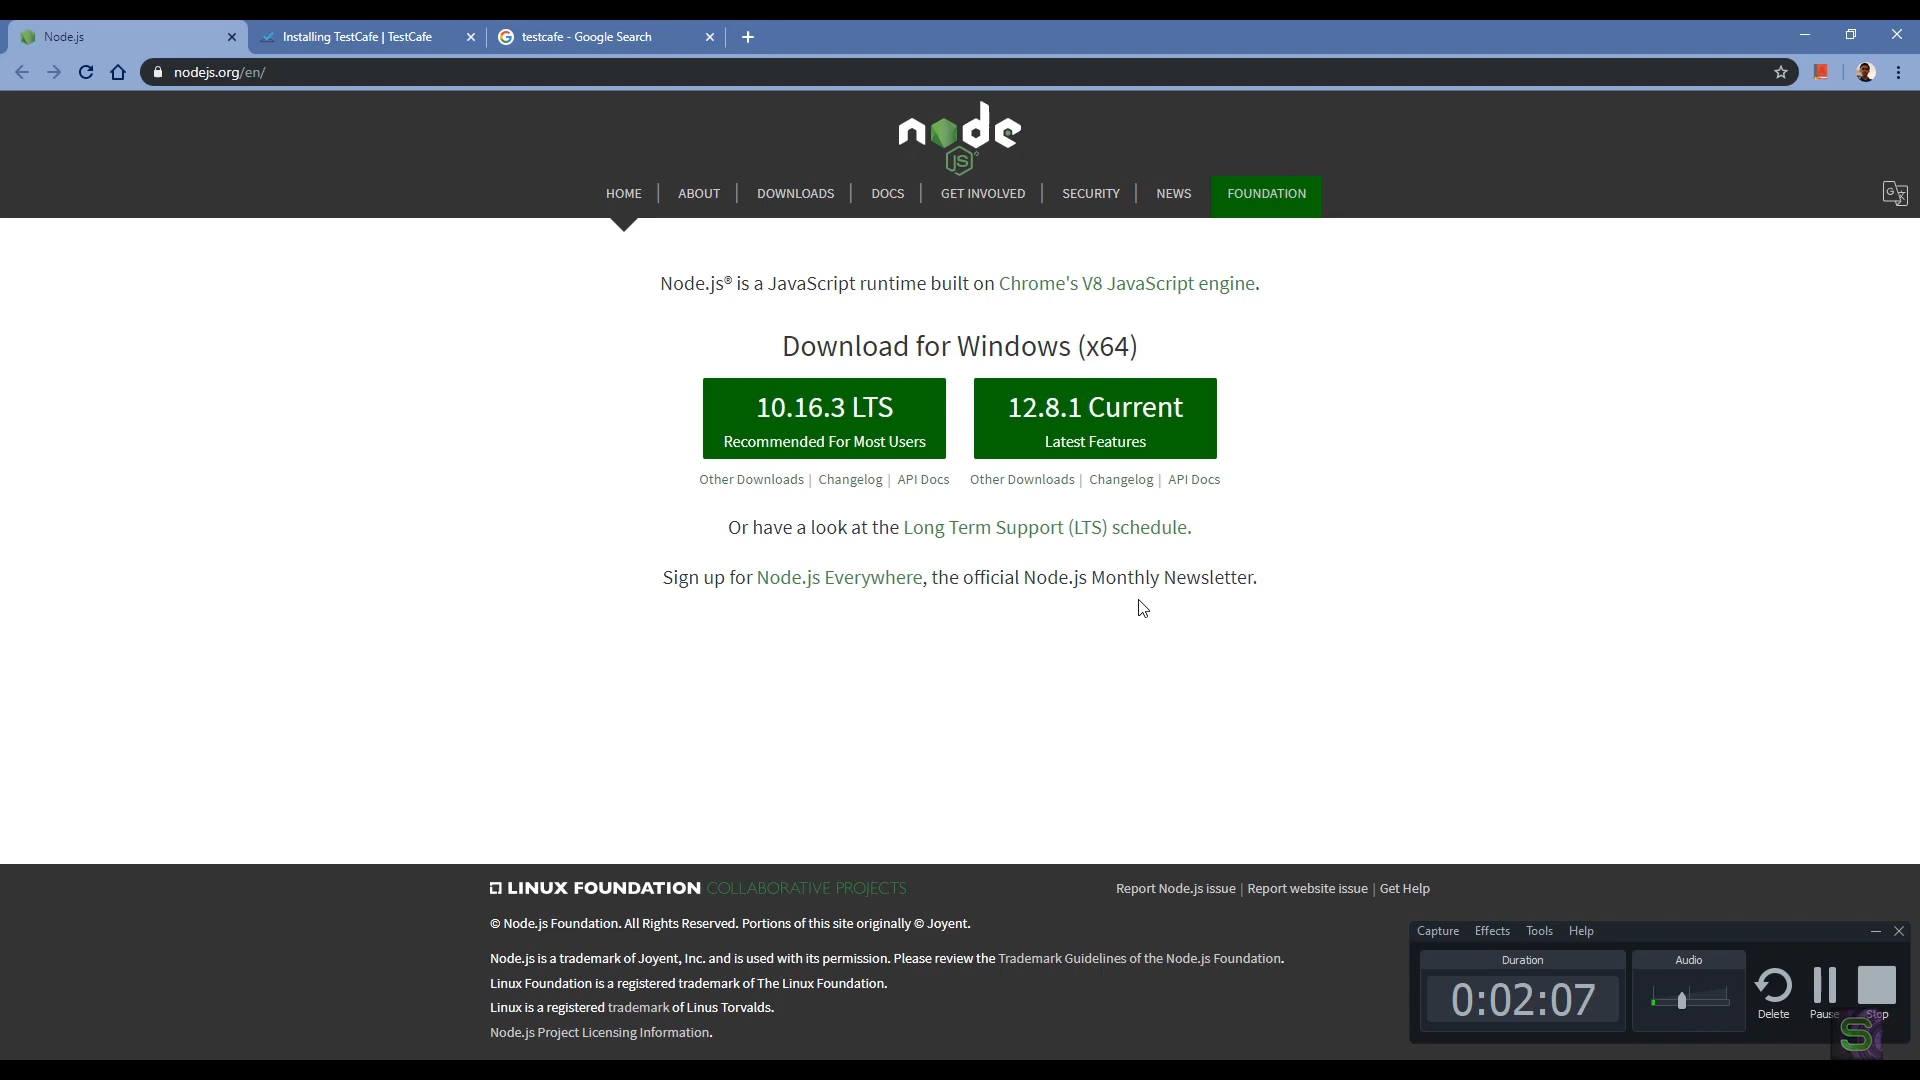 Node.js
Installing TestCafe | TestCafe
testcafe - Google Search
nodejs.org/en/
node
JS
HOME
ABOUT
DOWNLOADS
DOCS
GET INVOLVED
SECURITY
NEWS
FOUNDATION
Node.js® is a JavaScript runtime built on Chrome's V8 JavaScript engine.
Download for Windows (x64)
10.16.3 LTS
Recommended For Most Users
12.8.1 Current
Latest Features
Other Downloads | Changelog | API Docs
Other Downloads | Changelog | API Docs
Or have a look at the Long Term Support (LTS) schedule.
Sign up for Node.js Everywhere, the official Node.js Monthly Newsletter.
LINUX FOUNDATION COLLABORATIVE PROJECTS
Report Node.js issue | Report website issue | Get Help
© Node.js Foundation. All Rights Reserved. Portions of this site originally © Joyent.
Node.js is a trademark of Joyent, Inc. and is used with its permission. Please review the Trademark Guidelines of the Node.js Foundation.
Linux Foundation is a registered trademark of The Linux Foundation.
Linux is a registered trademark of Linus Torvalds.
Node.js Project Licensing Information.
Capture Effects Tools Help
Duration
0:02:07
Audio
Delete
Pause
Stop
S